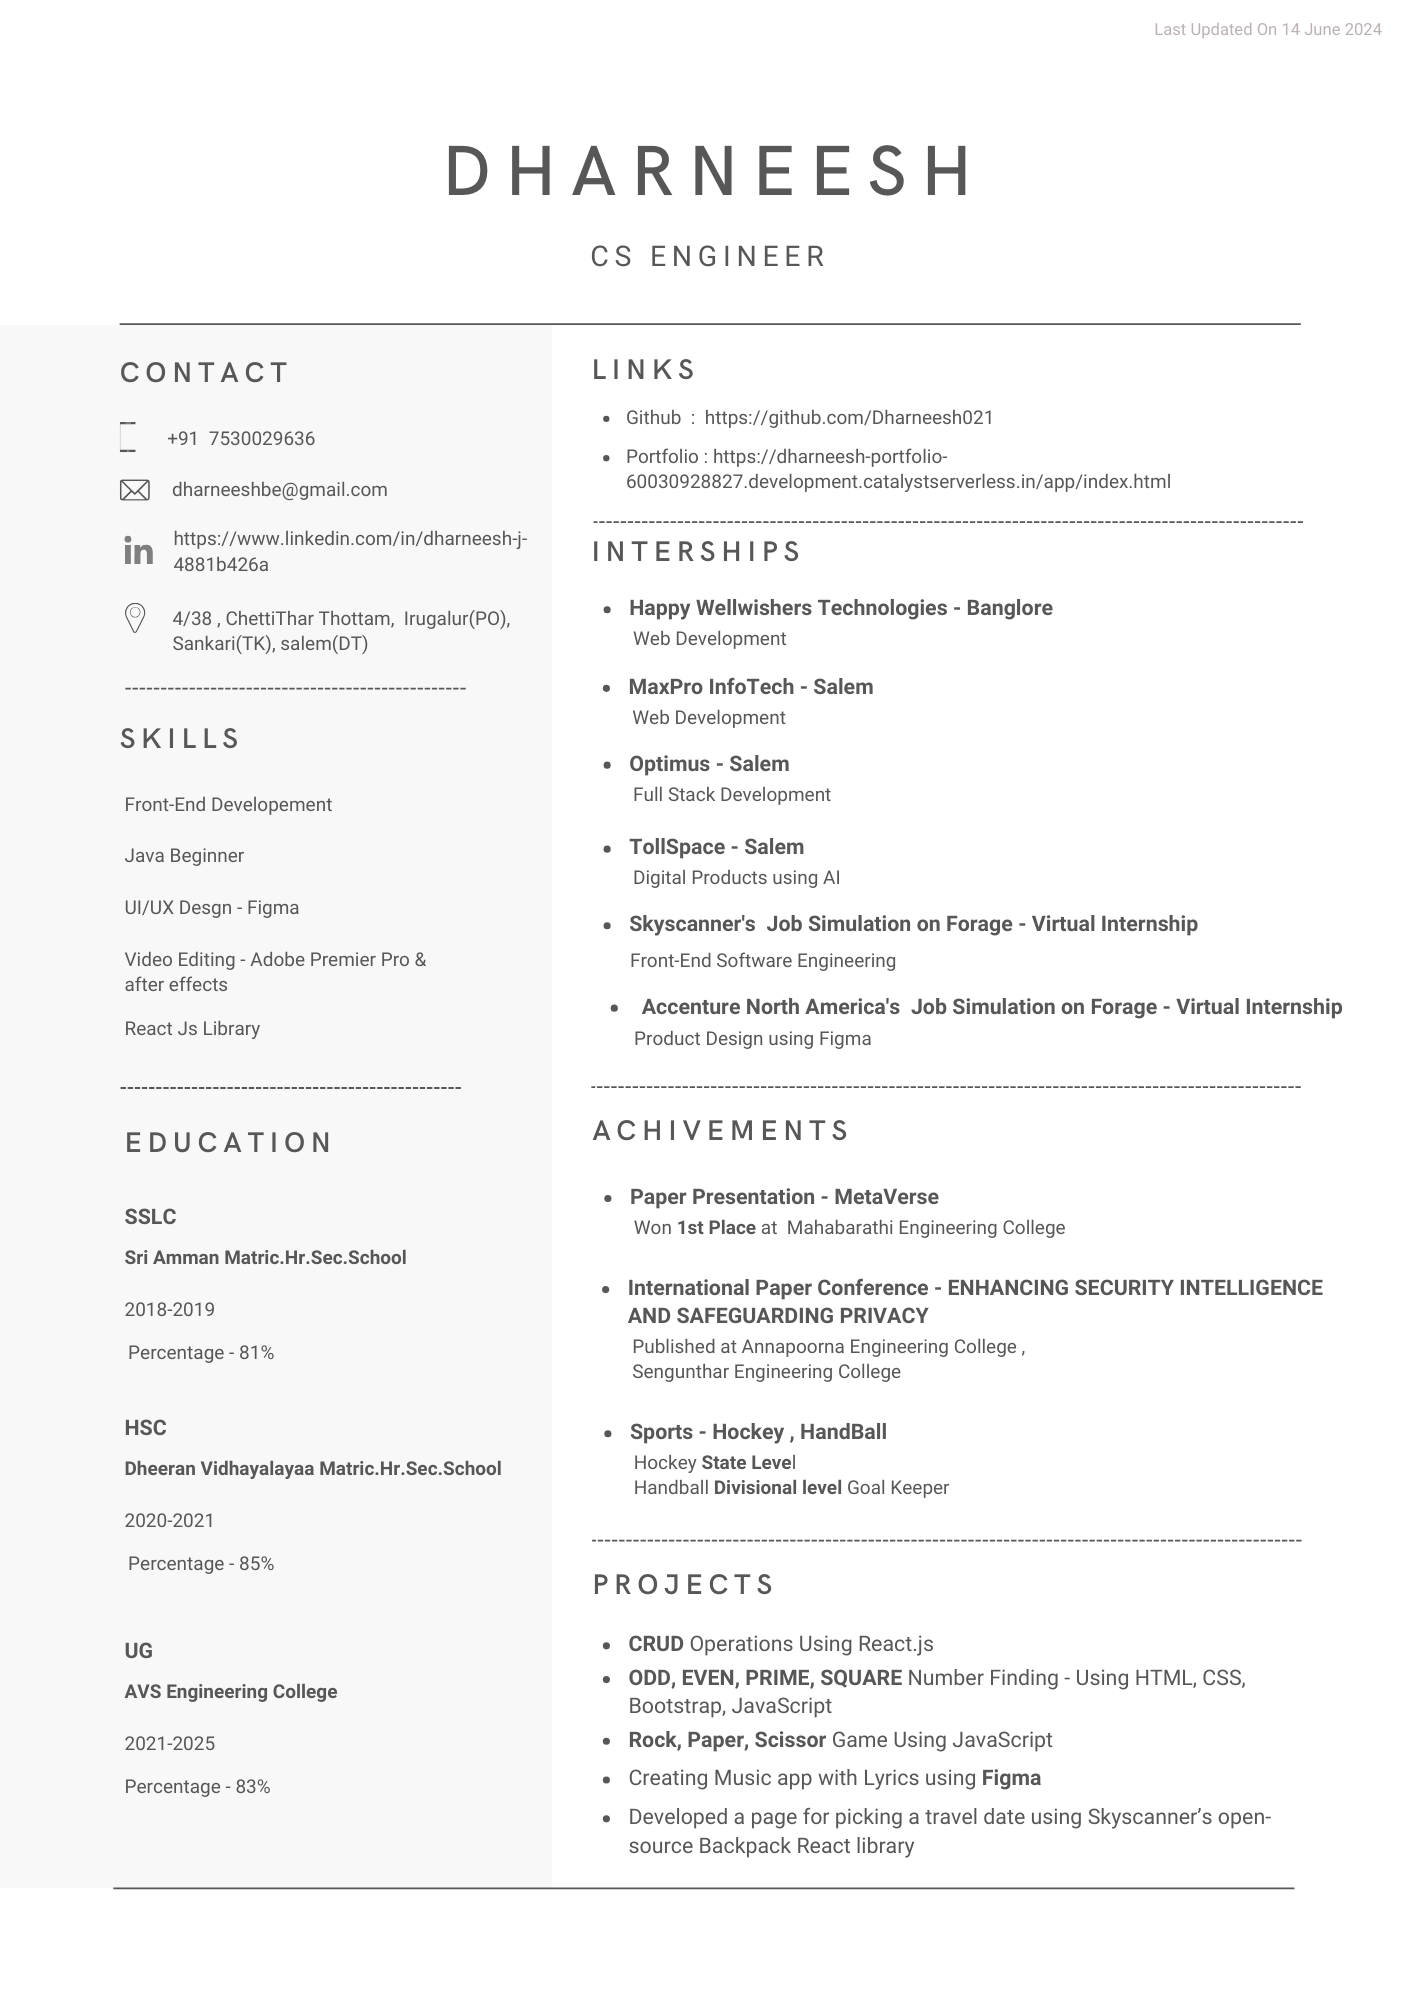 Last Updated On 14 June 2024
DHARNEESH
CS ENGINEER
CONTACT
+91 7530029636
dharneeshbe@gmail.com
https://www.linkedin.com/in/dharneesh-j-
4881b426a
4/38 , ChettiThar Thottam, Irugalur(PO),
Sankari(TK), salem(DT)
------------------------------------------------
SKILLS
Front-End Developement
Java Beginner
UI/UX Desgn - Figma
Video Editing - Adobe Premier Pro &
after effects
React Js Library
------------------------------------------------
EDUCATION
SSLC
Sri Amman Matric.Hr.Sec.School
2018-2019
Percentage - 81%
HSC
Dheeran Vidhayalayaa Matric.Hr.Sec.School
2020-2021
Percentage - 85%
UG
AVS Engineering College
2021-2025
Percentage - 83%
LINKS
• Github : https://github.com/Dharneesh021
• Portfolio : https://dharneesh-portfolio-
60030928827.development.catalystserverless.in/app/index.html
----------------------------------------------------------------------------------------------------
INTERSHIPS
• Happy Wellwishers Technologies - Banglore
Web Development
• MaxPro InfoTech - Salem
Web Development
• Optimus - Salem
Full Stack Development
• TollSpace - Salem
Digital Products using AI
• Skyscanner's Job Simulation on Forage - Virtual Internship
Front-End Software Engineering
• Accenture North America's Job Simulation on Forage - Virtual Internship
Product Design using Figma
----------------------------------------------------------------------------------------------------
ACHIVEMENTS
• Paper Presentation - MetaVerse
Won 1st Place at Mahabarathi Engineering College
• International Paper Conference - ENHANCING SECURITY INTELLIGENCE
AND SAFEGUARDING PRIVACY
Published at Annapoorna Engineering College ,
Sengunthar Engineering College
• Sports - Hockey , HandBall
Hockey State Level
Handball Divisional level Goal Keeper
----------------------------------------------------------------------------------------------------
PROJECTS
• CRUD Operations Using React.js
• ODD, EVEN, PRIME, SQUARE Number Finding - Using HTML, CSS,
Bootstrap, JavaScript
• Rock, Paper, Scissor Game Using JavaScript
• Creating Music app with Lyrics using Figma
• Developed a page for picking a travel date using Skyscanner’s open-
source Backpack React library